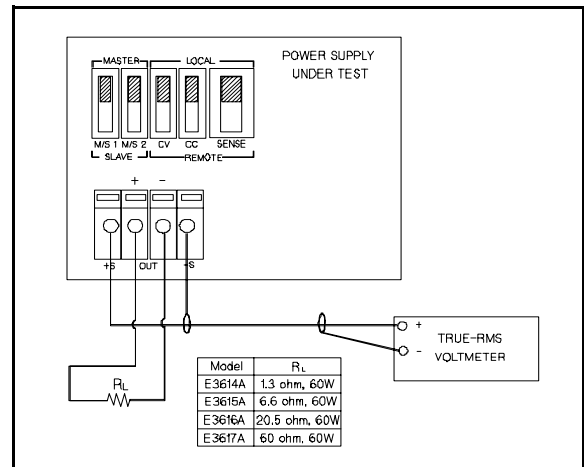 POWER SUPPLY
UNDER TEST
MASTER LOCAL
M/S 1 M/S 2 CV CC SENSE
SLAVE REMOTE
+ -
+S OUT -S
+
TRUE-RMS
VOLTMETER
-
RL
Model RL
E3614A 1.3 ohm, 60W
E3615A 6.6 ohm, 60W
E3616A 20.5 ohm, 60W
E3617A 60 ohm, 60W